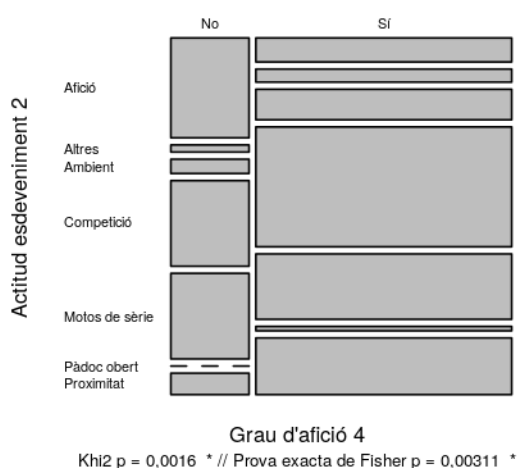 No Sí
Afició
Altres
Ambient
Competició
Motos de sèrie
Pàdoc obert
Proximitat
Actitud esdeveniment 2
Grau d'afició 4
Khi2 p = 0,0016 * // Prova exacta de Fisher p = 0,00311 *